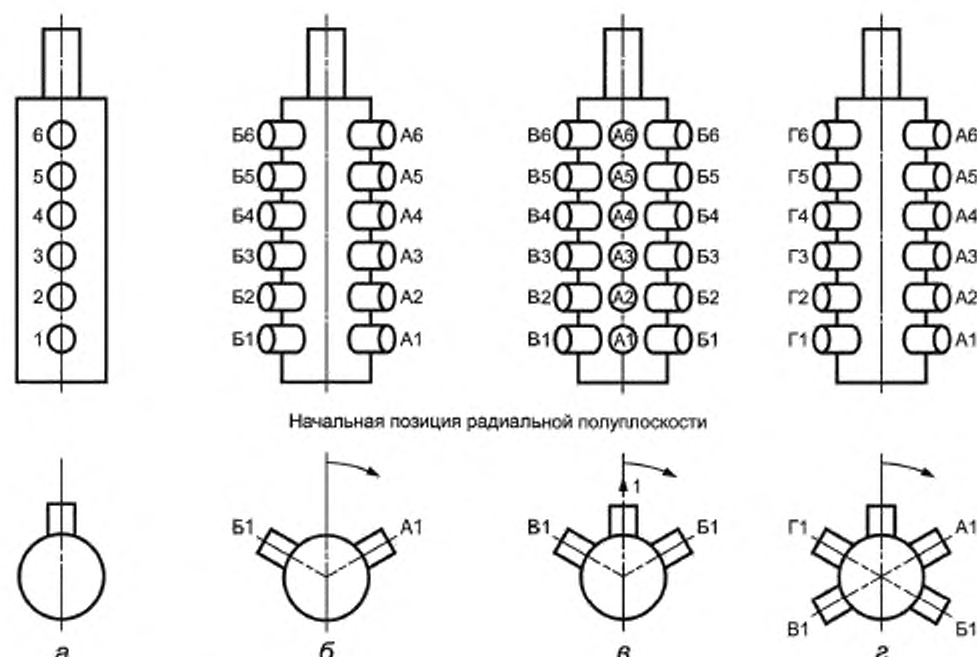 6 Б6 А6 В6 А6 Б6 Г6 А6
5 Б5 А5 В5 А5 Б5 Г5 А5
4 Б4 А4 В4 А4 Б4 Г4 А4
3 Б3 А3 В3 А3 Б3 Г3 А3
2 Б2 А2 В2 А2 Б2 Г2 А2
1 Б1 А1 В1 А1 Б1 Г1 А1
Начальная позиция радиальной полуплоскости
1
Б1 А1 В1 Б1 Г1 А1
В1 Б1
а б в г